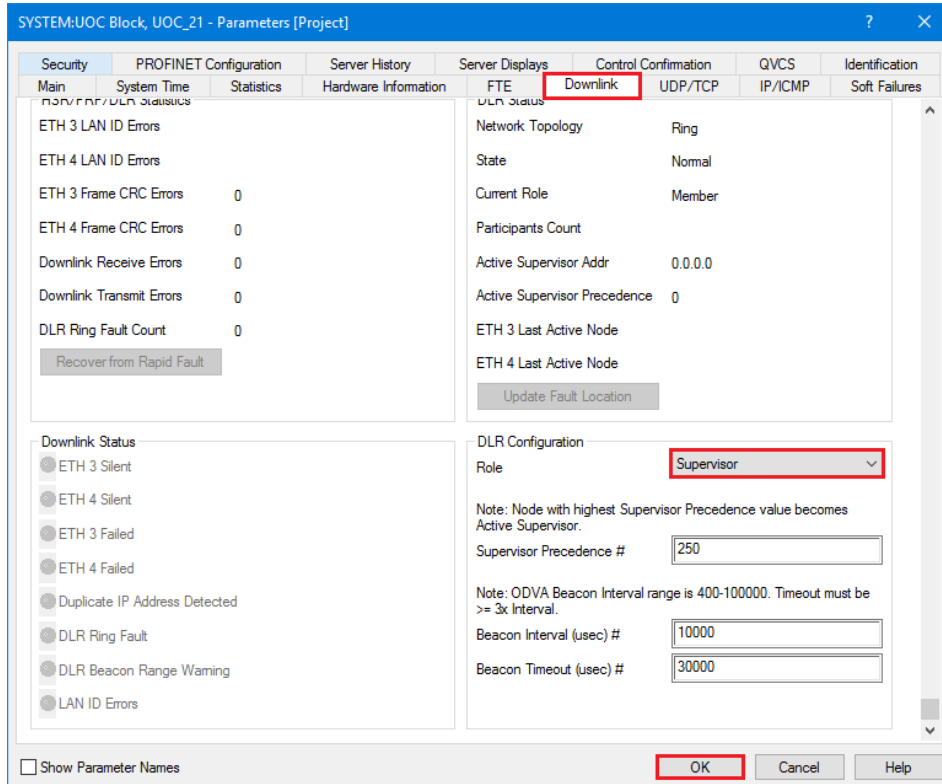 SYSTEM:UOC Block, UOC_21 - Parameters [Project]
Security PROFINET Configuration Server History Server Displays Control Confirmation QVCS Identification
Main System Time Statistics Hardware Information FTE Downlink UDP/TCP IP/ICMP Soft Failures
HSR/PRP/DLR Statistics
ETH 3 LAN ID Errors
ETH 4 LAN ID Errors
ETH 3 Frame CRC Errors 0
ETH 4 Frame CRC Errors 0
Downlink Receive Errors 0
Downlink Transmit Errors 0
DLR Ring Fault Count 0
Recover from Rapid Fault
DLR Status
Network Topology Ring
State Normal
Current Role Member
Participants Count
Active Supervisor Addr 0.0.0.0
Active Supervisor Precedence 0
ETH 3 Last Active Node
ETH 4 Last Active Node
Update Fault Location
Downlink Status
ETH 3 Silent
ETH 4 Silent
ETH 3 Failed
ETH 4 Failed
Duplicate IP Address Detected
DLR Ring Fault
DLR Beacon Range Warning
LAN ID Errors
DLR Configuration
Role Supervisor
Note: Node with highest Supervisor Precedence value becomes
Active Supervisor.
Supervisor Precedence # 250
Note: ODVA Beacon Interval range is 400-100000. Timeout must be
>= 3x Interval.
Beacon Interval (usec) # 10000
Beacon Timeout (usec) # 30000
Show Parameter Names
OK Cancel Help